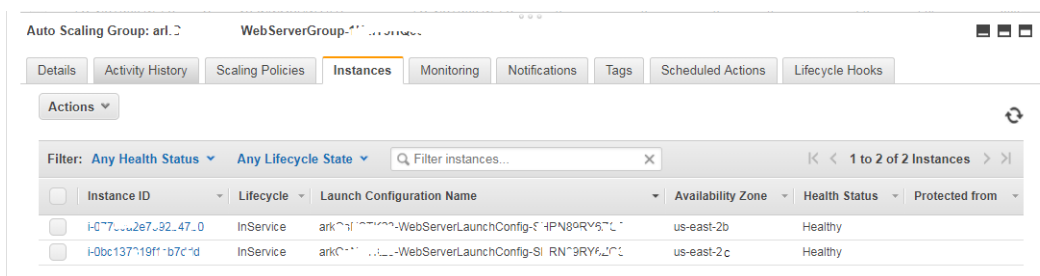 Auto Scaling Group:
Details Activity History Scaling Policies Instances Monitoring Notifications Tags Scheduled Actions Lifecycle Hooks
Actions
Filter: Any Health Status Any Lifecycle State Filter instances... 1 to 2 of 2 Instances
Instance ID Lifecycle Launch Configuration Name Availability Zone Health Status Protected from
InService us-east-2b Healthy
InService us-east-2c Healthy